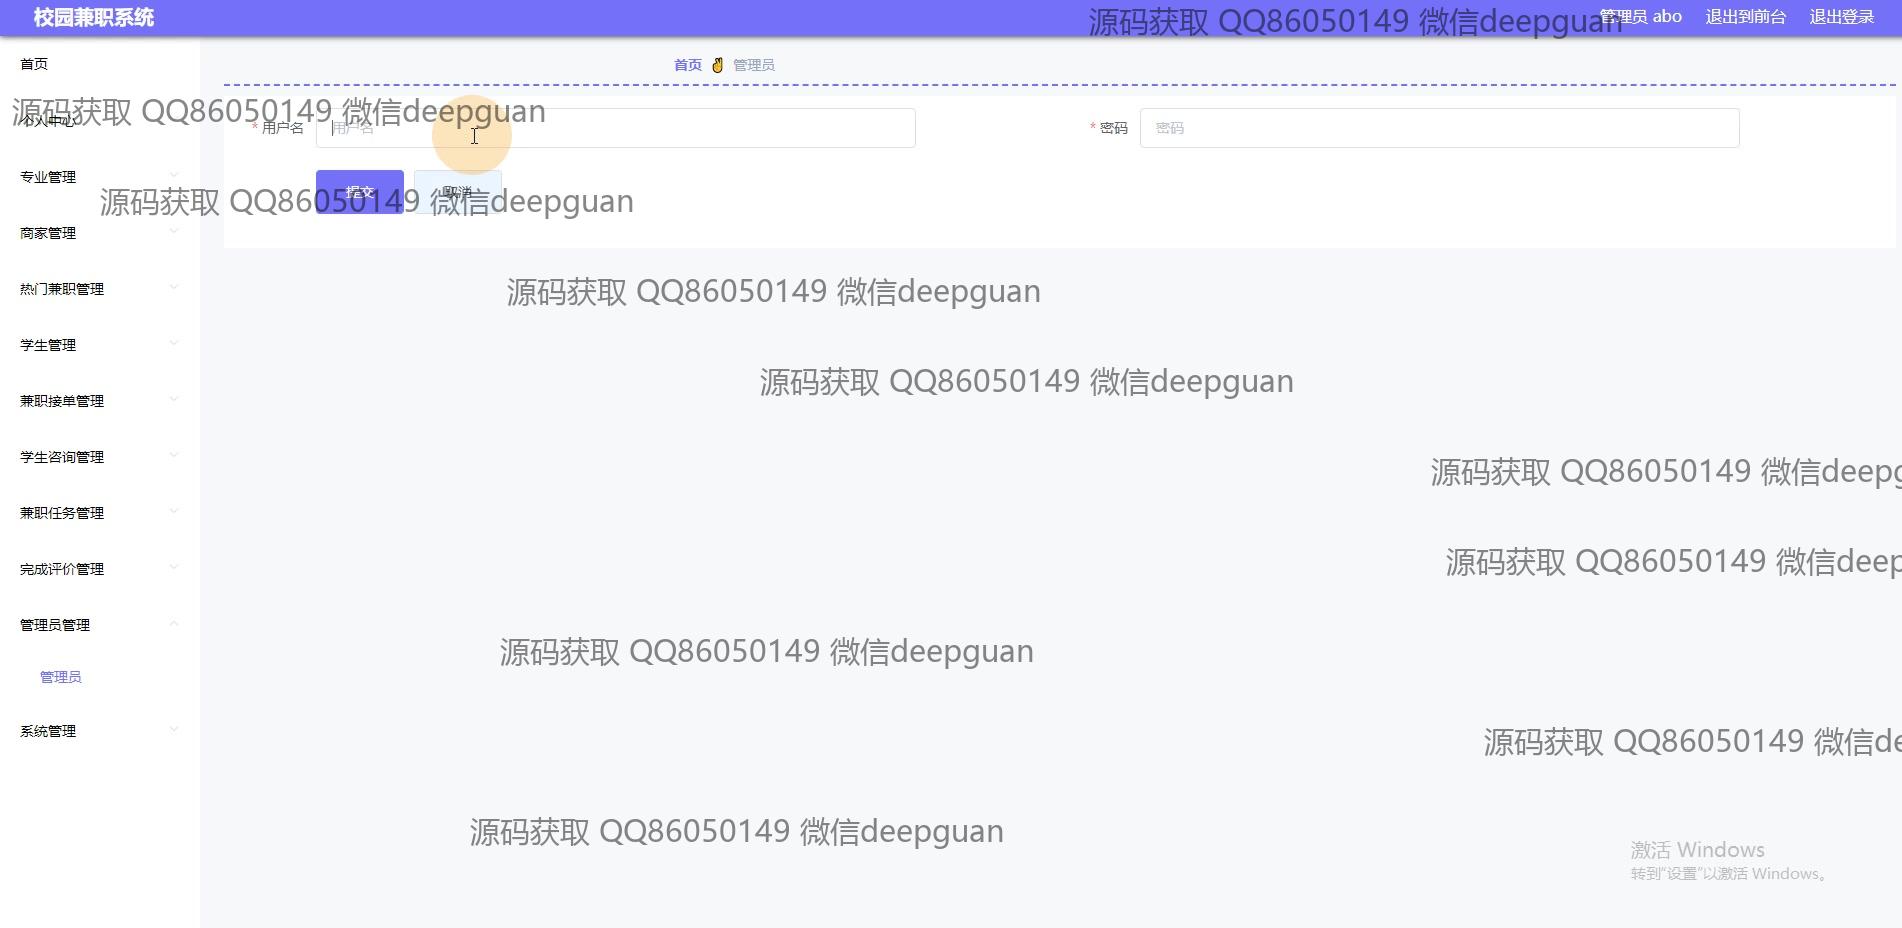 校园兼职系统
源码获取 QQ86050149 微信deepguan
管理员 abo
退出到前台
退出登录
首页
首页
管理员
源码获取 QQ86050149 微信deepguan
个人中心
* 用户名
用户名
* 密码
密码
专业管理
提交
取消
源码获取 QQ86050149 微信deepguan
商家管理
热门兼职管理
源码获取 QQ86050149 微信deepguan
学生管理
源码获取 QQ86050149 微信deepguan
兼职接单管理
学生咨询管理
源码获取 QQ86050149 微信deepg
兼职任务管理
完成评价管理
源码获取 QQ86050149 微信deep
管理员管理
源码获取 QQ86050149 微信deepguan
管理员
系统管理
源码获取 QQ86050149 微信de
源码获取 QQ86050149 微信deepguan
激活 Windows
转到“设置”以激活 Windows。